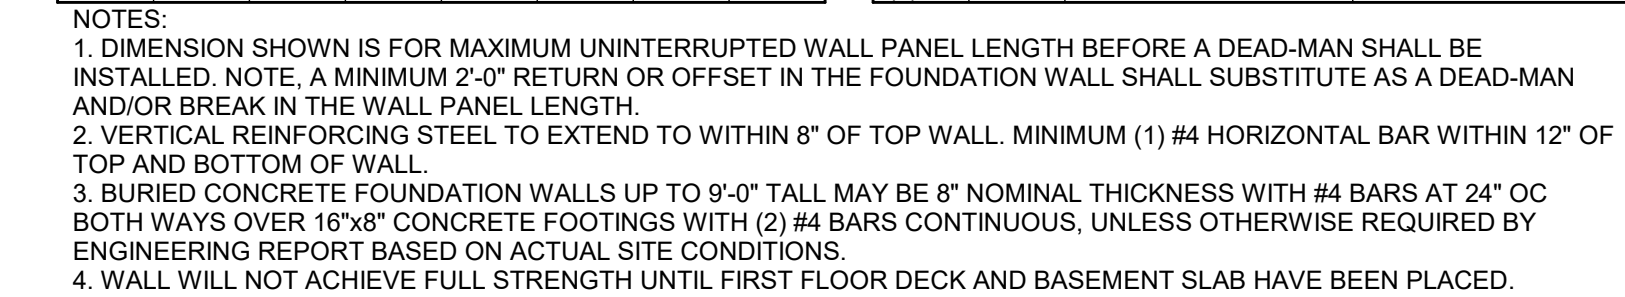 NOTES:
1. DIMENSION SHOWN IS FOR MAXIMUM UNINTERRUPTED WALL PANEL LENGTH BEFORE A DEAD-MAN SHALL BE
INSTALLED. NOTE, A MINIMUM 2'-0" RETURN OR OFFSET IN THE FOUNDATION WALL SHALL SUBSTITUTE AS A DEAD-MAN
AND/OR BREAK IN THE WALL PANEL LENGTH.
2. VERTICAL REINFORCING STEEL TO EXTEND TO WITHIN 8" OF TOP WALL. MINIMUM (1) #4 HORIZONTAL BAR WITHIN 12" OF
TOP AND BOTTOM OF WALL.
3. BURIED CONCRETE FOUNDATION WALLS UP TO 9'-0" TALL MAY BE 8" NOMINAL THICKNESS WITH #4 BARS AT 24" OC
BOTH WAYS OVER 16"x8" CONCRETE FOOTINGS WITH (2) #4 BARS CONTINUOUS, UNLESS OTHERWISE REQUIRED BY
ENGINEERING REPORT BASED ON ACTUAL SITE CONDITIONS.
4. WALL WILL NOT ACHIEVE FULL STRENGTH UNTIL FIRST FLOOR DECK AND BASEMENT SLAB HAVE BEEN PLACED.